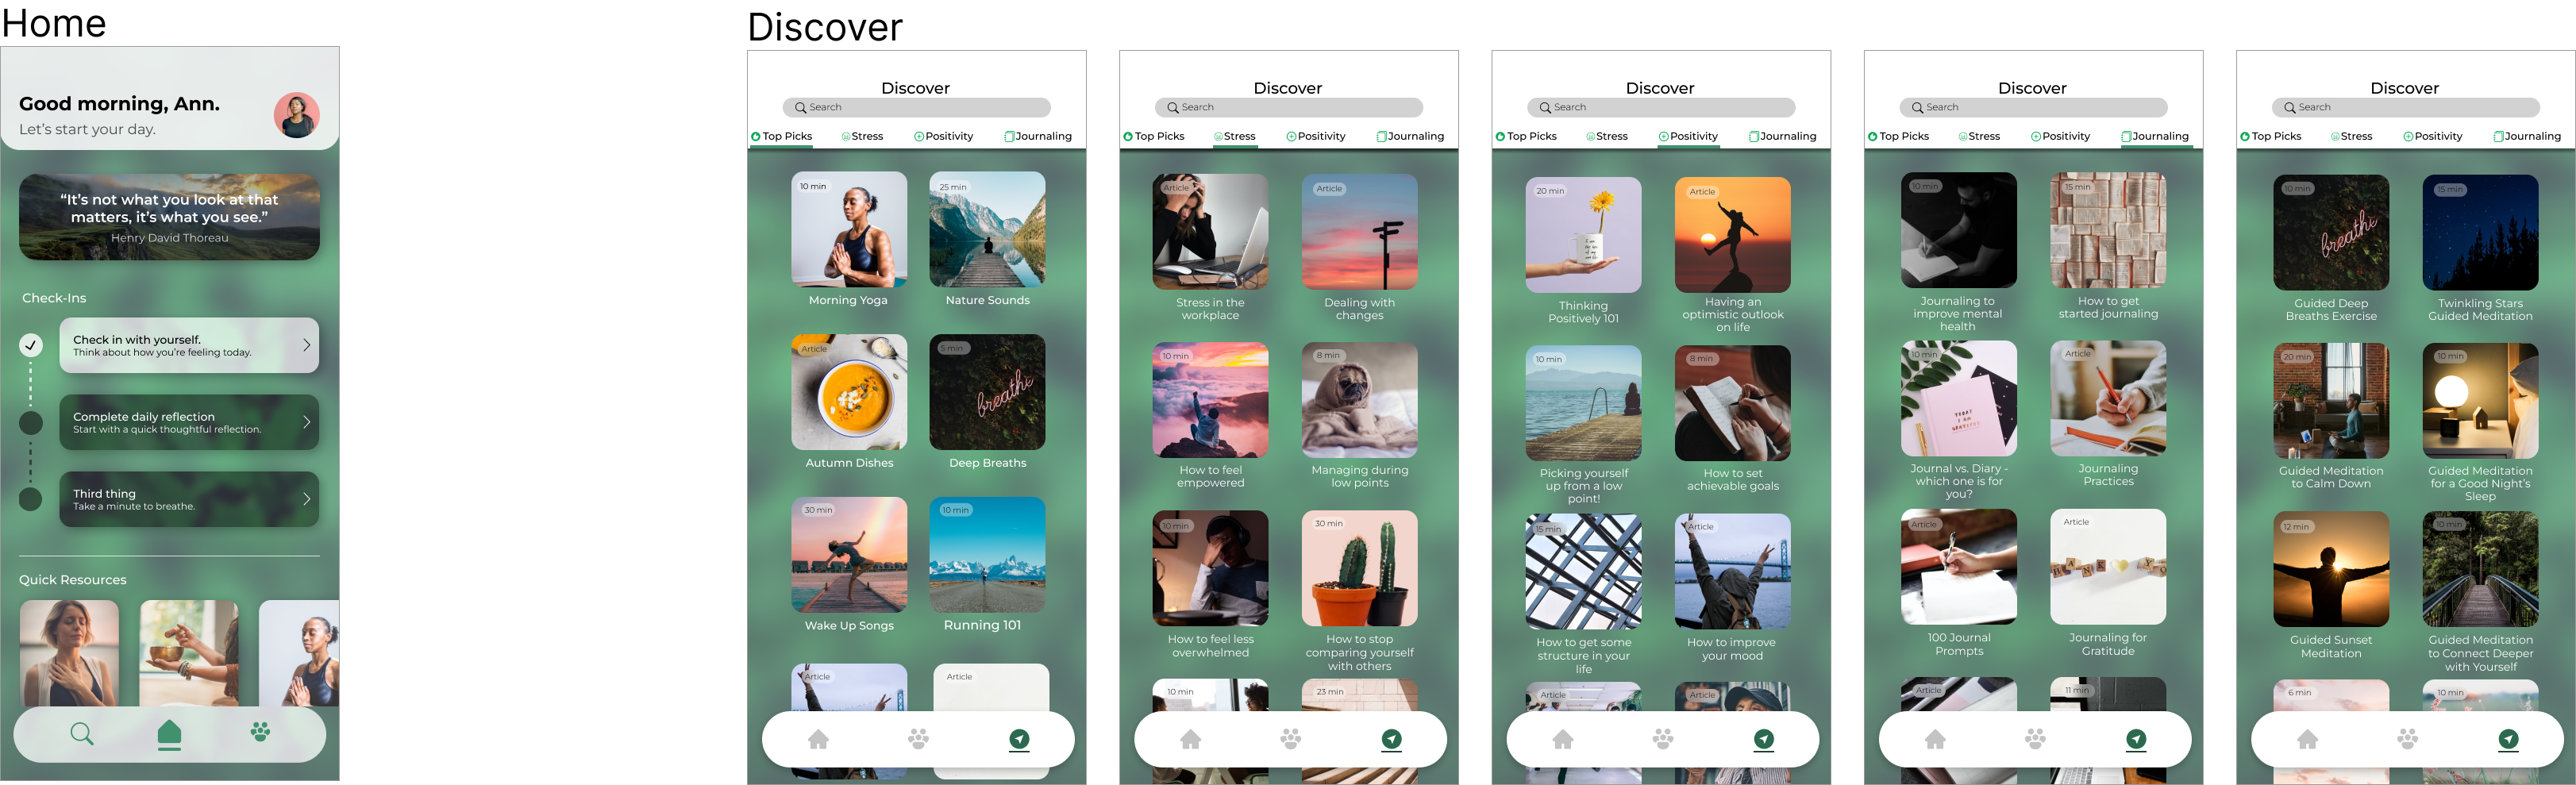 Home
Good morning, Ann.
Let's start your day.
“It’s not what you look at that
matters, it’s what you see.”
Henry David Thoreau
Check-Ins
Check in with yourself.
Think about how you’re feeling today.
Complete daily reflection
Start with a quick thoughtful reflection.
Third thing
Take a minute to breathe.
Quick Resources
Discover
Discover
Search
Top Picks Stress Positivity Journaling
10 min 25 min
Morning Yoga Nature Sounds
Article 5 min
breathe
Autumn Dishes Deep Breaths
30 min 10 min
Wake Up Songs Running 101
Article Article
Discover
Search
Top Picks Stress Positivity Journaling
Article Article
Stress in the Dealing with
workplace changes
10 min 8 min
How to feel Managing during
empowered low points
10 min 30 min
How to feel less How to stop
overwhelmed comparing yourself
with others
10 min 23 min
Discover
Search
Top Picks Stress Positivity Journaling
20 min Article
Thinking Having an
Positively 101 optimistic outlook
on life
10 min 8 min
Picking yourself How to set
up from a low achievable goals
point!
15 min Article
How to get some How to improve
structure in your your mood
life
Article Article
Discover
Search
Top Picks Stress Positivity Journaling
10 min 15 min
Journaling to How to get
improve mental started journaling
health
10 min Article
TODAY
I AM
GRATEFUL
Journal vs. Diary - Journaling
which one is for Practices
you?
Article Article
100 Journal Journaling for
Prompts Gratitude
Article 11 min
Discover
Search
Top Picks Stress Positivity Journaling
10 min 15 min
breathe
Guided Deep Twinkling Stars
Breaths Exercise Guided Meditation
20 min 10 min
Guided Meditation Guided Meditation
to Calm Down for a Good Night’s
Sleep
12 min 10 min
Guided Sunset Guided Meditation
Meditation to Connect Deeper
with Yourself
6 min 10 min